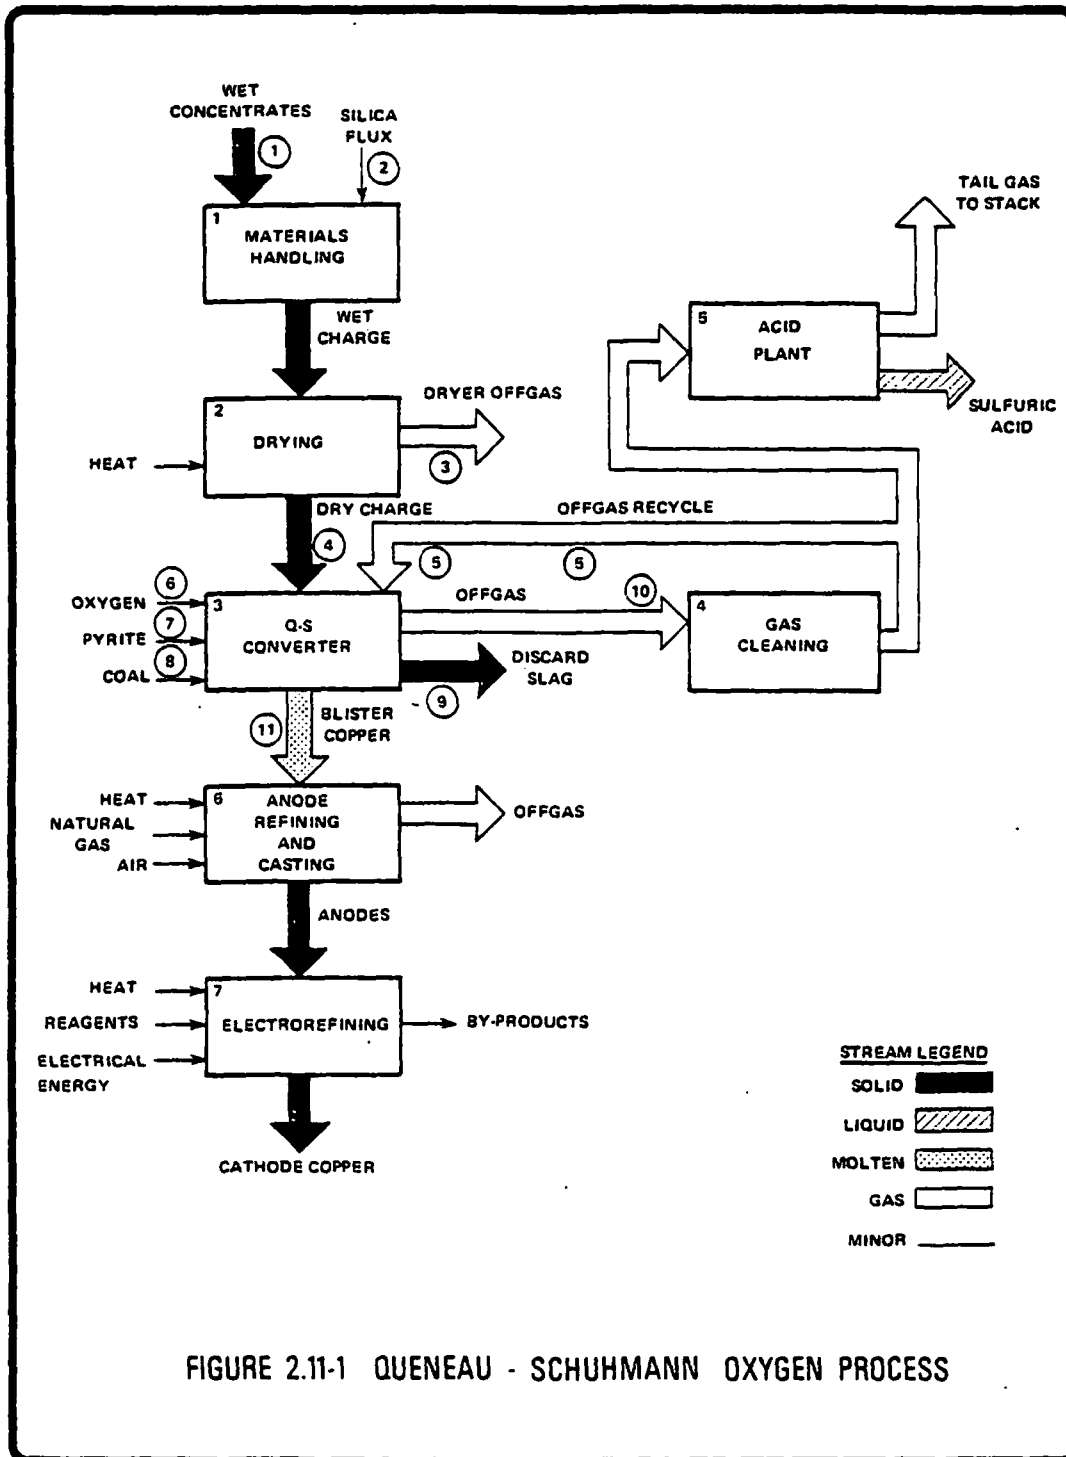 WET
CONCENTRATES
1
SILICA
FLUX
2
1
MATERIALS
HANDLING
WET
CHARGE
2
DRYING
HEAT
DRYER OFFGAS
3
DRY CHARGE
4
OFFGAS RECYCLE
5
5
TAIL GAS
TO STACK
5
ACID
PLANT
SULFURIC
ACID
6
OXYGEN
7
PYRITE
8
COAL
3
Q-S
CONVERTER
OFFGAS
10
4
GAS
CLEANING
DISCARD
SLAG
9
11
BLISTER
COPPER
HEAT
NATURAL
GAS
AIR
6
ANODE
REFINING
AND
CASTING
OFFGAS
ANODES
HEAT
REAGENTS
ELECTRICAL
ENERGY
7
ELECTROREFINING
BY-PRODUCTS
CATHODE COPPER
STREAM LEGEND
SOLID
LIQUID
MOLTEN
GAS
MINOR
FIGURE 2.11-1 QUENEAU - SCHUHMANN OXYGEN PROCESS